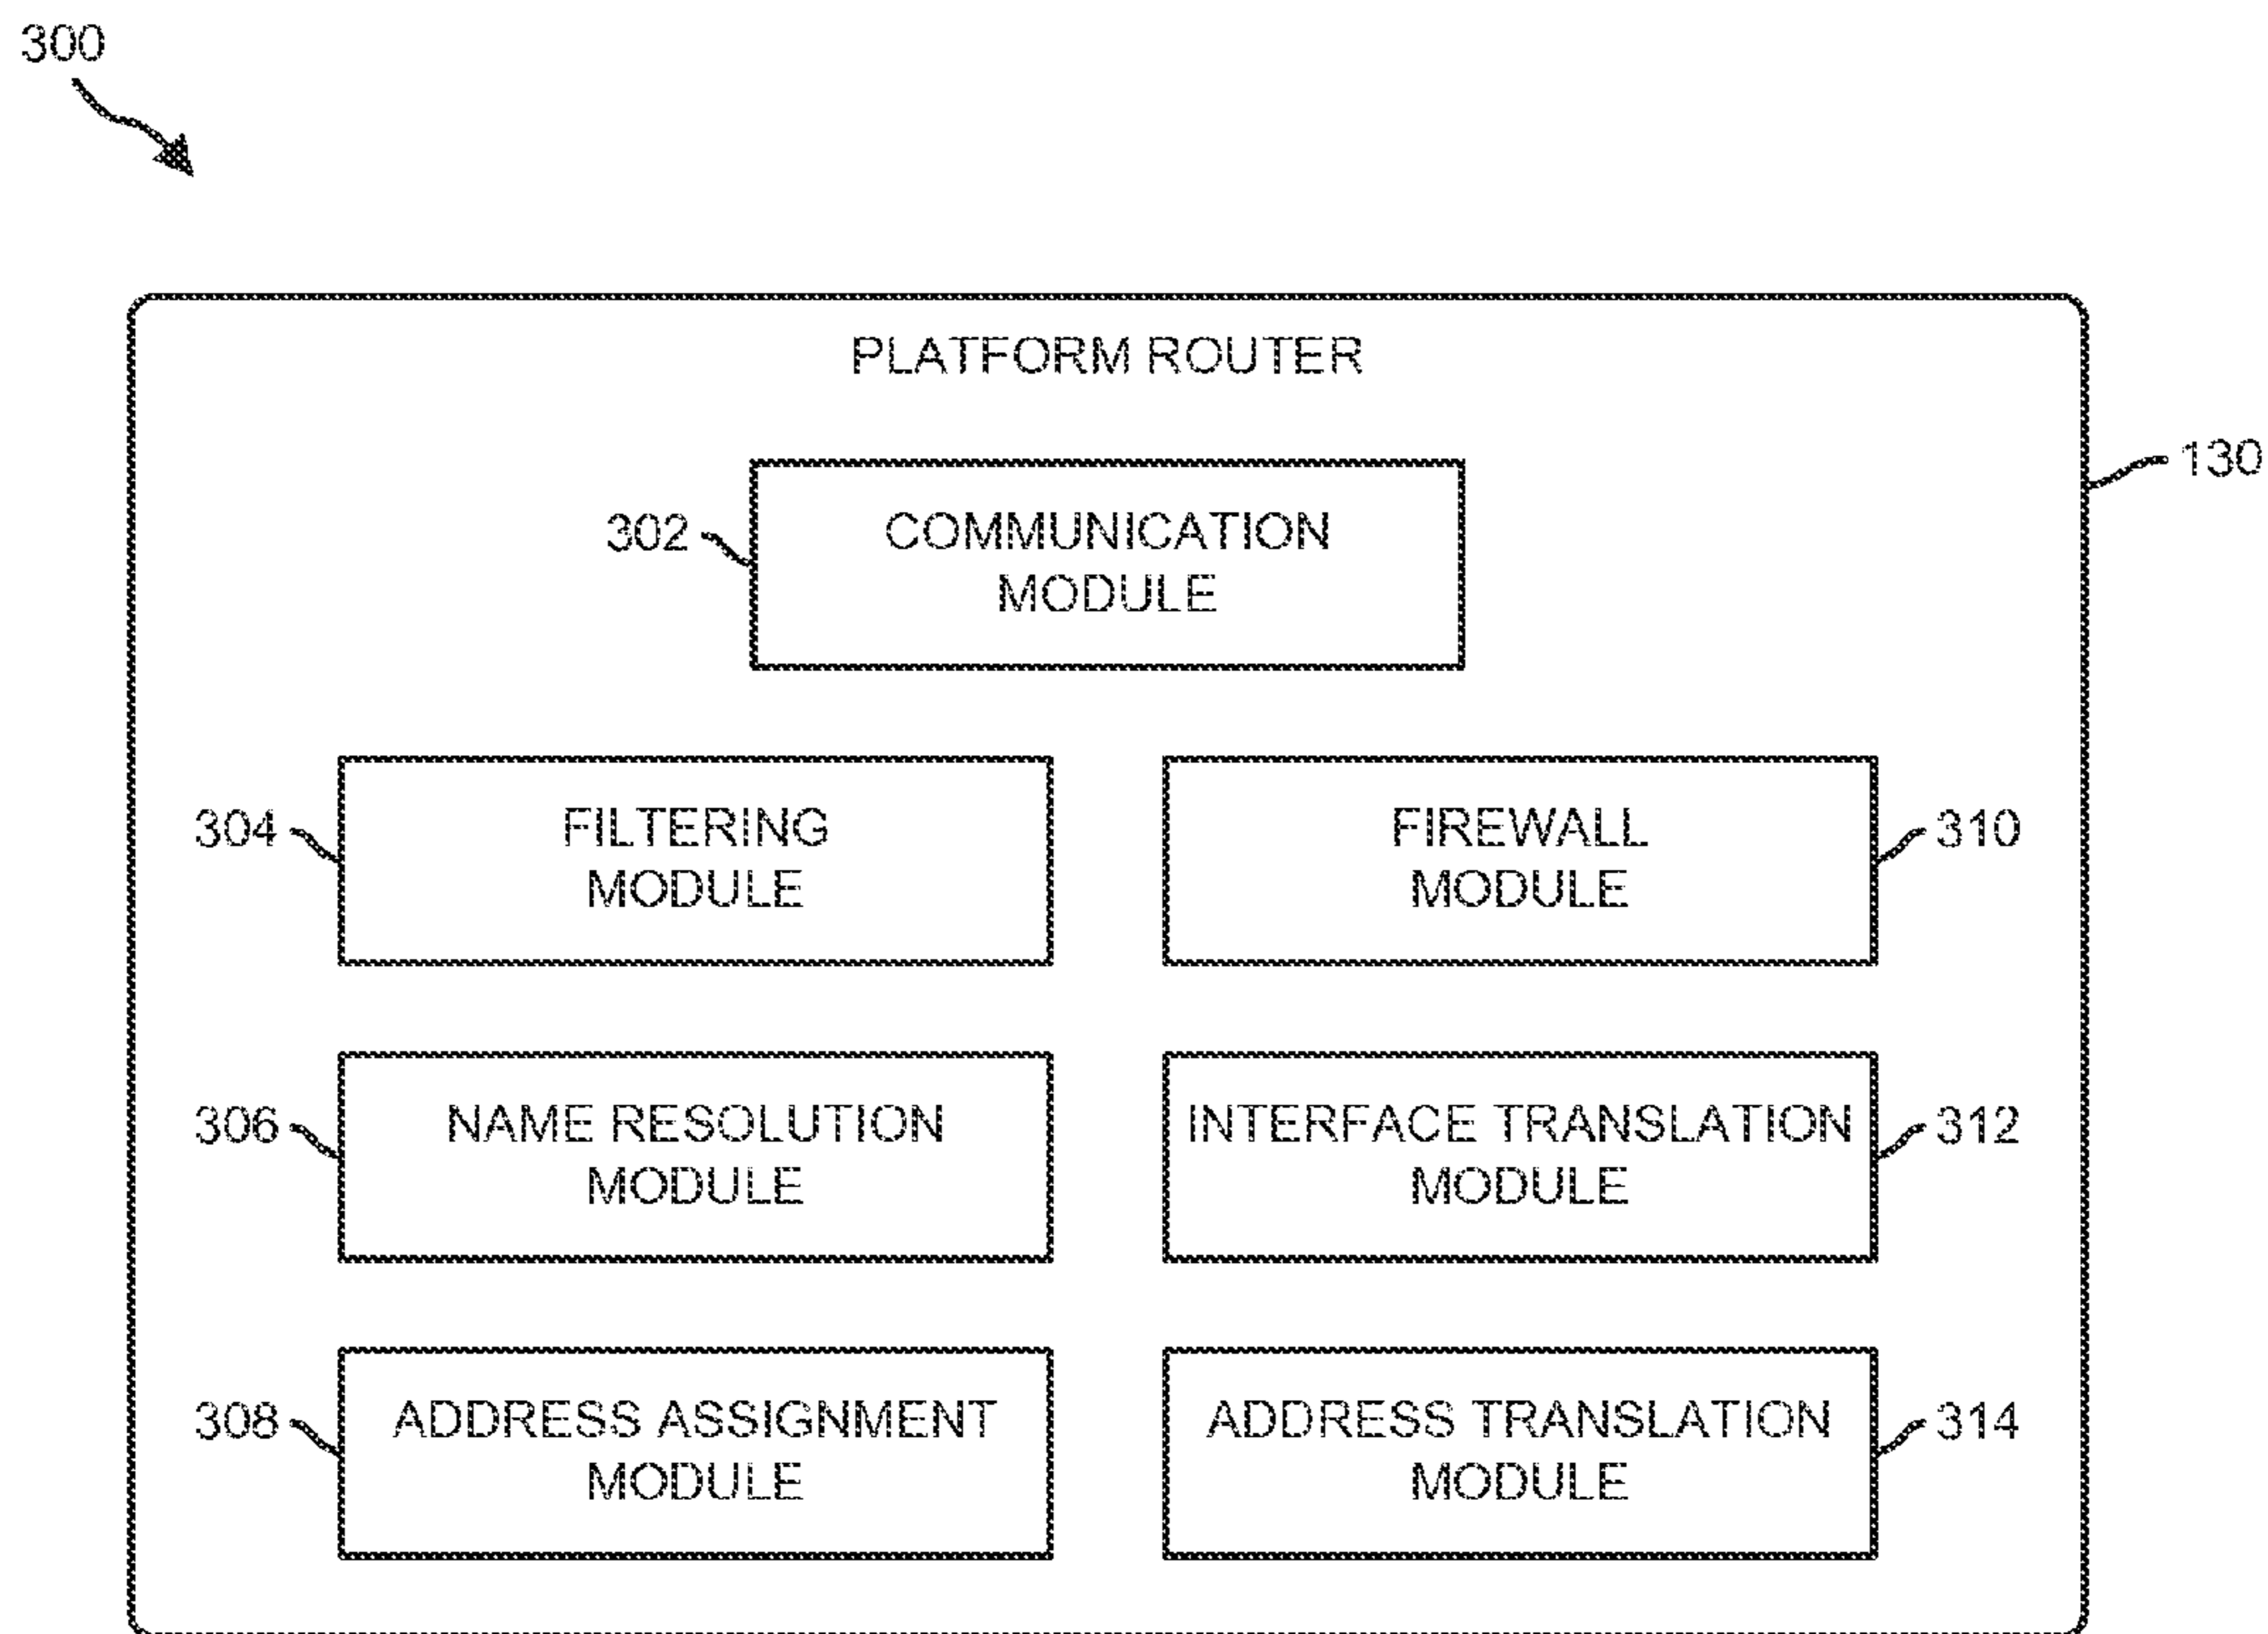 300
PLATFORM ROUTER
130
302
COMMUNICATION
MODULE
304
FILTERING
MODULE
FIREWALL
MODULE
310
306
NAME RESOLUTION
MODULE
INTERFACE TRANSLATION
MODULE
312
308
ADDRESS ASSIGNMENT
MODULE
ADDRESS TRANSLATION
MODULE
314